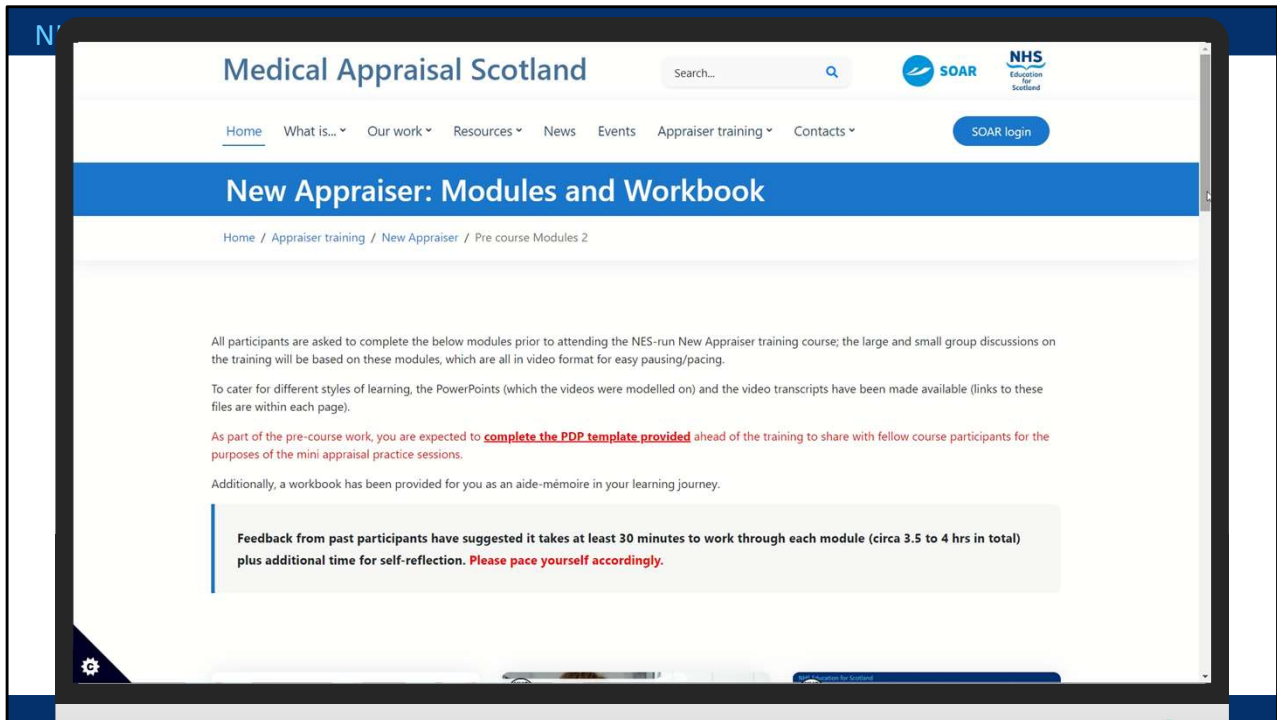 Medical Appraisal Scotland
Search...
SOAR
NHS
Education
for
Scotland
Home What is... Our work Resources News Events Appraiser training Contacts SOAR login
New Appraiser: Modules and Workbook
Home / Appraiser training / New Appraiser / Pre course Modules 2
All participants are asked to complete the below modules prior to attending the NES-run New Appraiser training course; the large and small group discussions on
the training will be based on these modules, which are all in video format for easy pausing/pacing.
To cater for different styles of learning, the PowerPoints (which the videos were modelled on) and the video transcripts have been made available (links to these
files are within each page).
As part of the pre-course work, you are expected to complete the PDP template provided ahead of the training to share with fellow course participants for the
purposes of the mini appraisal practice sessions.
Additionally, a workbook has been provided for you as an aide-mémoire in your learning journey.
Feedback from past participants have suggested it takes at least 30 minutes to work through each module (circa 3.5 to 4 hrs in total)
plus additional time for self-reflection. Please pace yourself accordingly.
NHS Education for Scotland